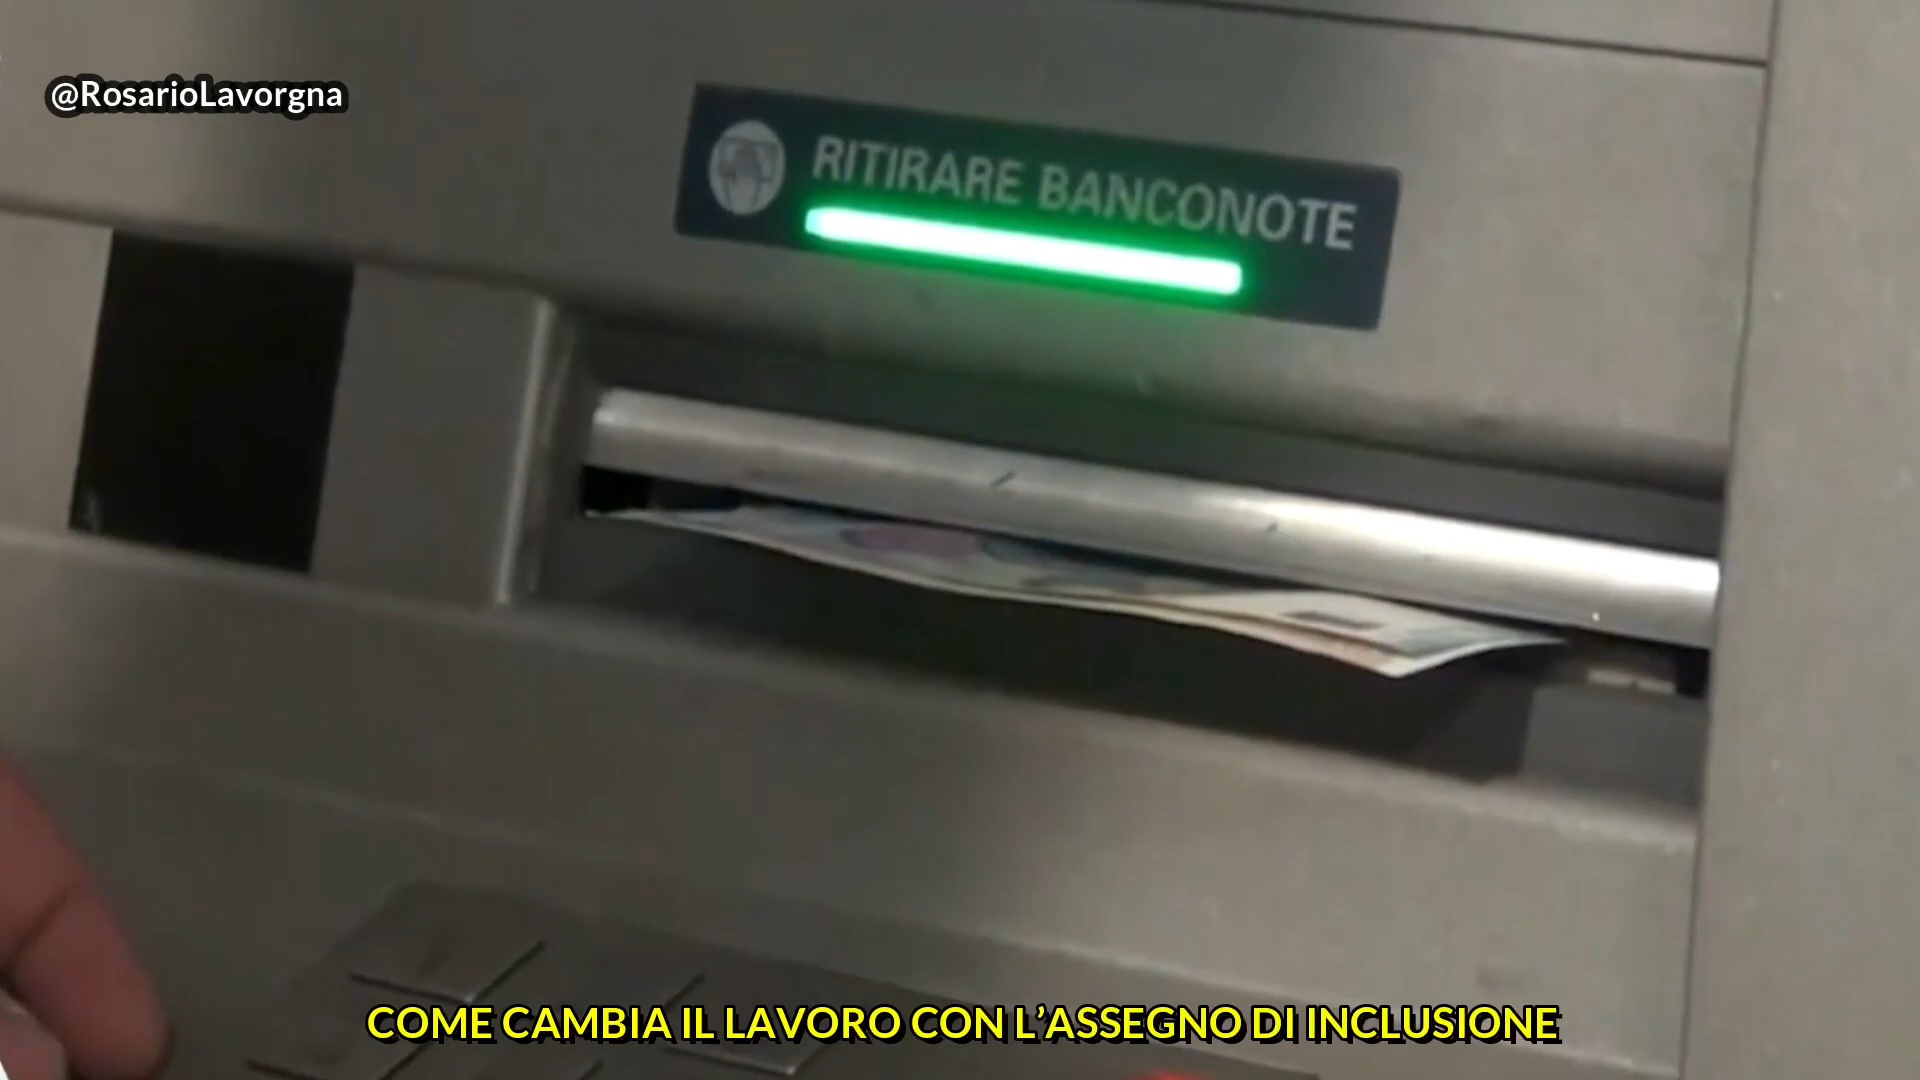 @RosarioLavorgna
RITIRARE BANCONOTE
COME CAMBIA IL LAVORO CON L’ASSEGNO DI INCLUSIONE